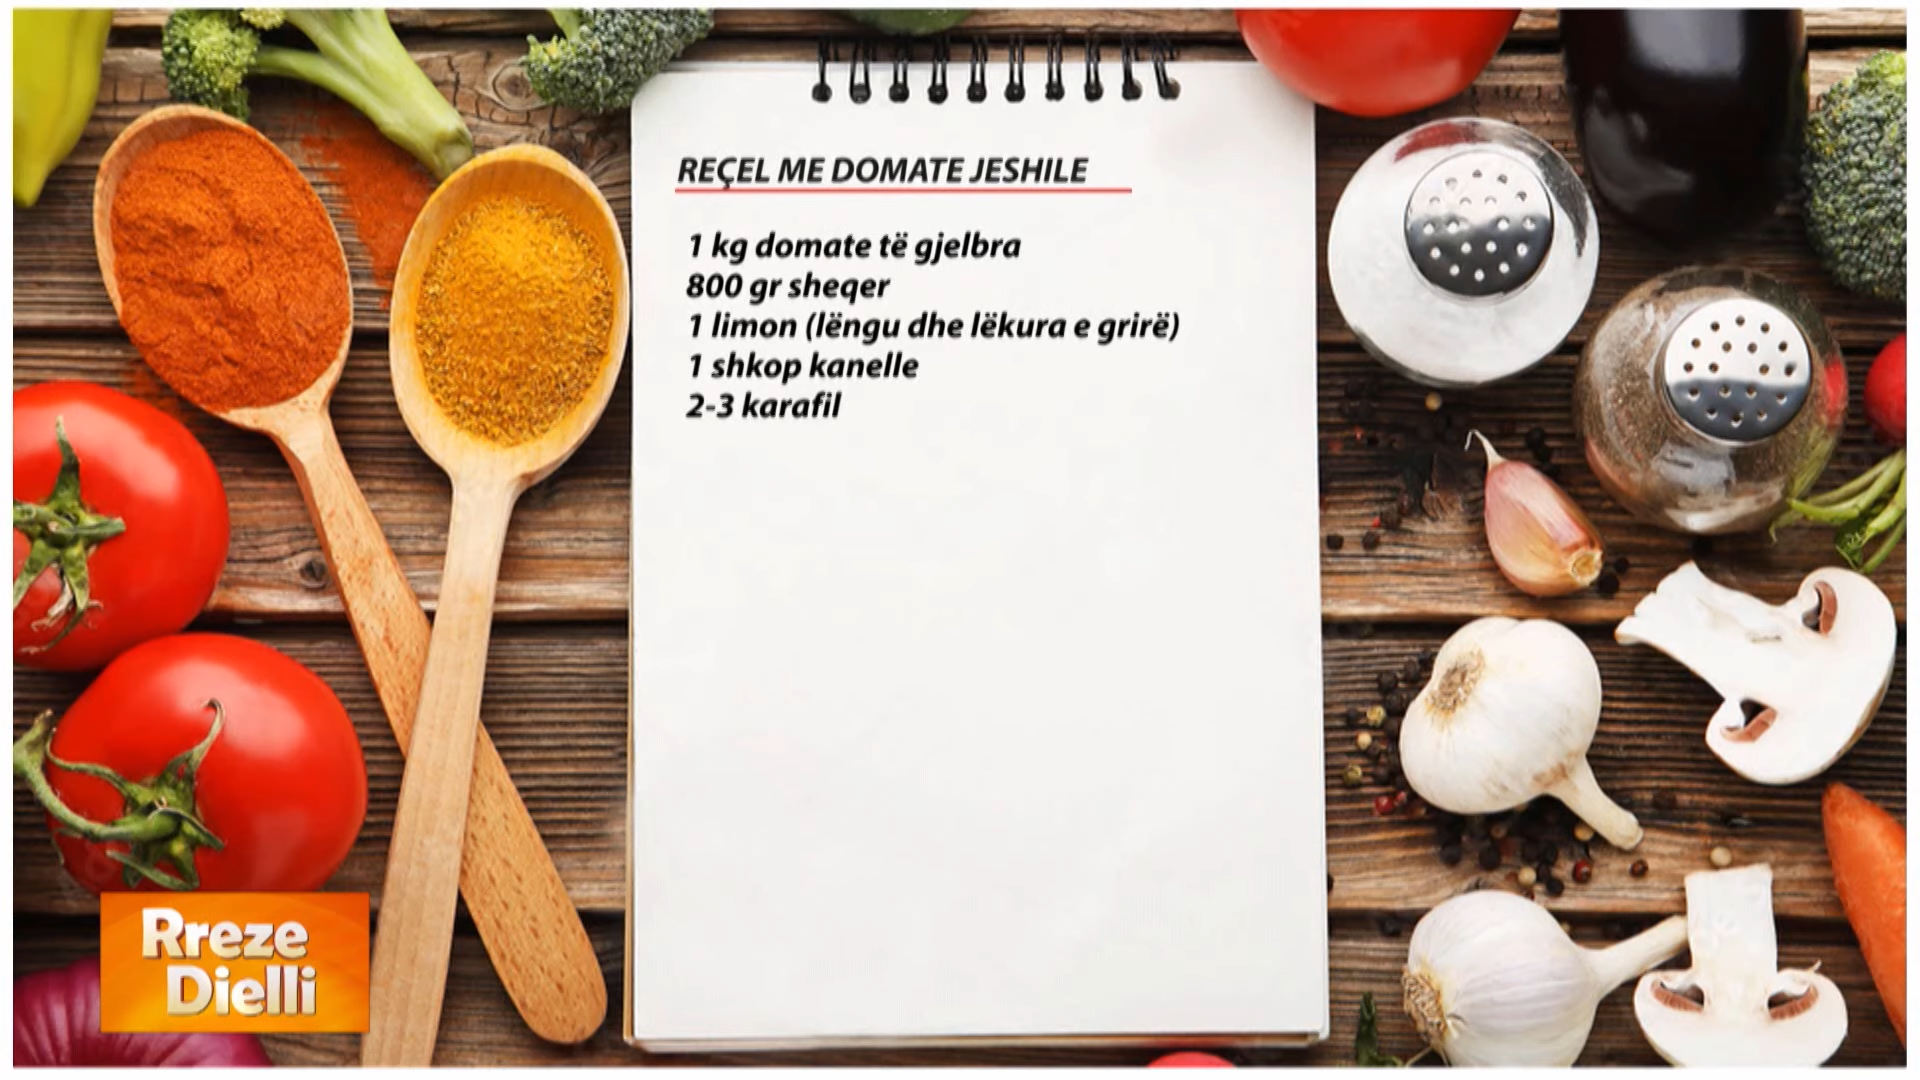 REÇEL ME DOMATE JESHILE
1 kg domate të gjelbra
800 gr sheqer
1 limon (lëngu dhe lëkura e grirë)
1 shkop kanelle
2-3 karafil
Rreze
Dielli